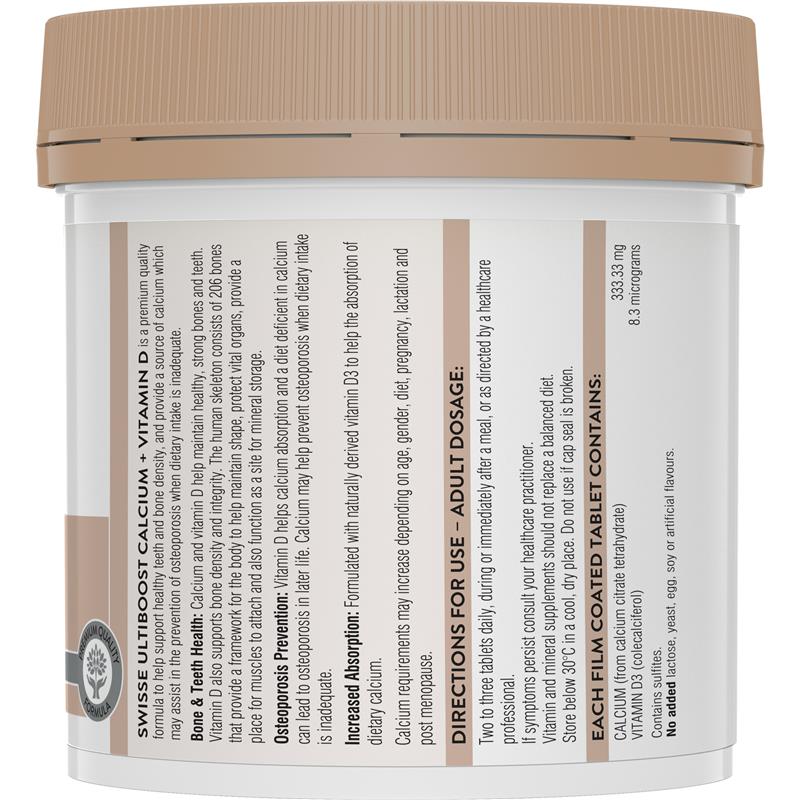 PREMIUM QUALITY
FORMULA
SWISSE ULTIBOOST CALCIUM + VITAMIN D is a premium quality
formula to help support healthy teeth and bone density, and provide a source of calcium which
may assist in the prevention of osteoporosis when dietary intake is inadequate.
Bone & Teeth Health: Calcium and vitamin D help maintain healthy, strong bones and teeth.
Vitamin D also supports bone density and integrity. The human skeleton consists of 206 bones
that provide a framework for the body to help maintain shape, protect vital organs, provide a
place for muscles to attach and also function as a site for mineral storage.
Osteoporosis Prevention: Vitamin D helps calcium absorption and a diet deficient in calcium
can lead to osteoporosis in later life. Calcium may help prevent osteoporosis when dietary intake
is inadequate.
Increased Absorption: Formulated with naturally derived vitamin D3 to help the absorption of
dietary calcium.
Calcium requirements may increase depending on age, gender, diet, pregnancy, lactation and
post menopause.
DIRECTIONS FOR USE – ADULT DOSAGE:
Two to three tablets daily, during or immediately after a meal, or as directed by a healthcare
professional.
If symptoms persist consult your healthcare practitioner.
Vitamin and mineral supplements should not replace a balanced diet.
Store below 30°C in a cool, dry place. Do not use if cap seal is broken.
EACH FILM COATED TABLET CONTAINS:
CALCIUM (from calcium citrate tetrahydrate) 333.33 mg
VITAMIN D3 (colecalciferol) 8.3 micrograms
Contains sulfites.
No added lactose, yeast, egg, soy or artificial flavours.